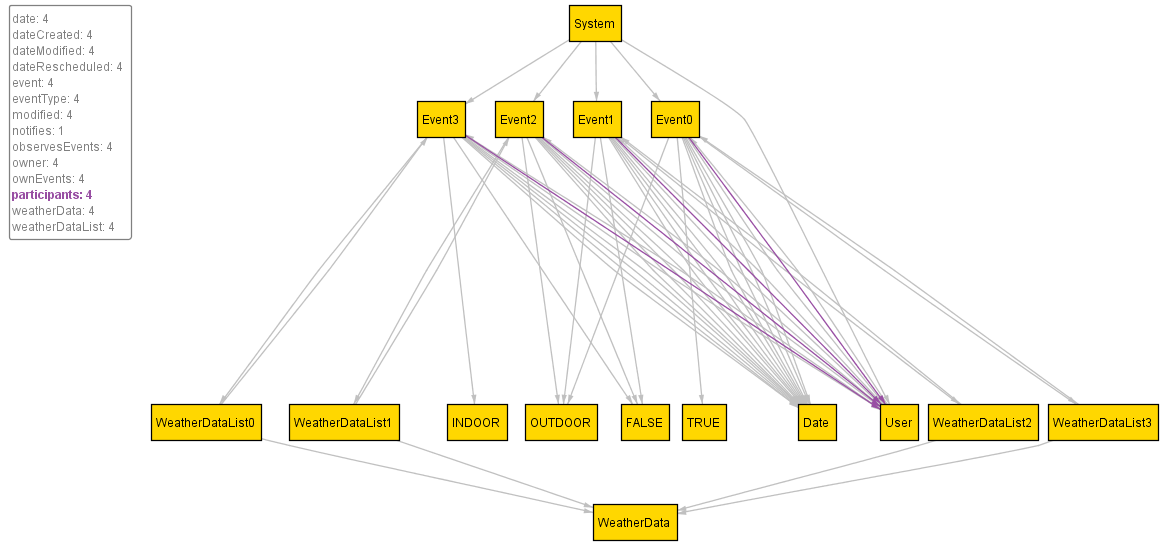 date: 4
dateCreated: 4
dateModified: 4
dateRescheduled: 4
event: 4
eventType: 4
modified: 4
notifies: 1
observesEvents: 4
owner: 4
ownEvents: 4
participants: 4
weatherData: 4
weatherDataList: 4
System
Event3
Event2
Event1
Event0
WeatherDataList0
WeatherDataList1
INDOOR
OUTDOOR
FALSE
TRUE
Date
User
WeatherDataList2
WeatherDataList3
WeatherData